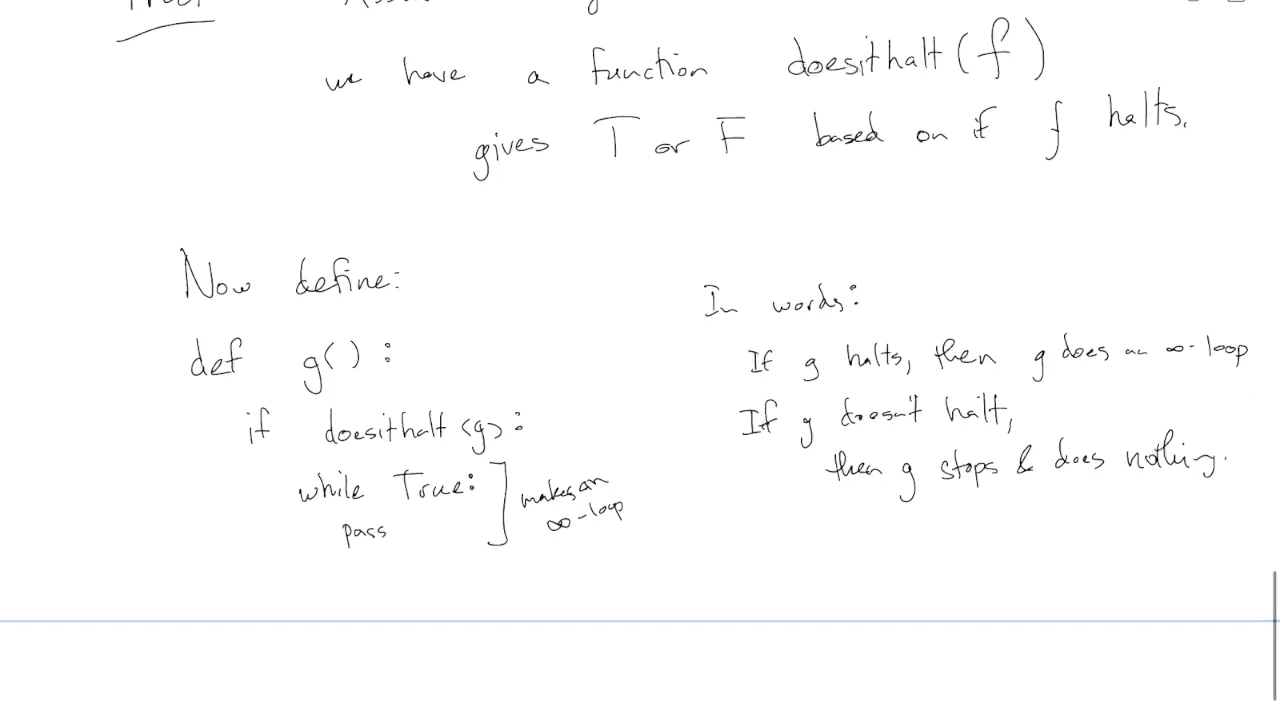 we have a function doesithalt(f)
gives T or F based on if f halts.
Now define:
def g():
if doesithalt(g):
while True:
pass
makes an
∞-loop
In words:
If g halts, then g does an ∞-loop
If g doesn't halt,
then g stops & does nothing.